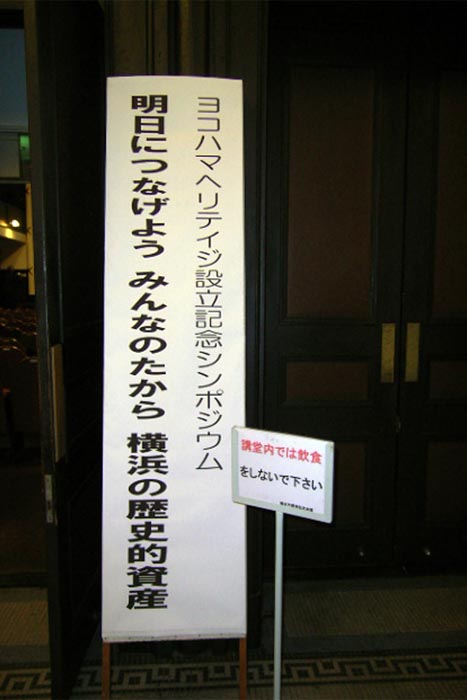 ヨコハマヘリテイジ設立記念シンポジウム
明日につなげよう みんなのたから 横浜の歴史的資産
講堂内では飲食
をしないで下さい